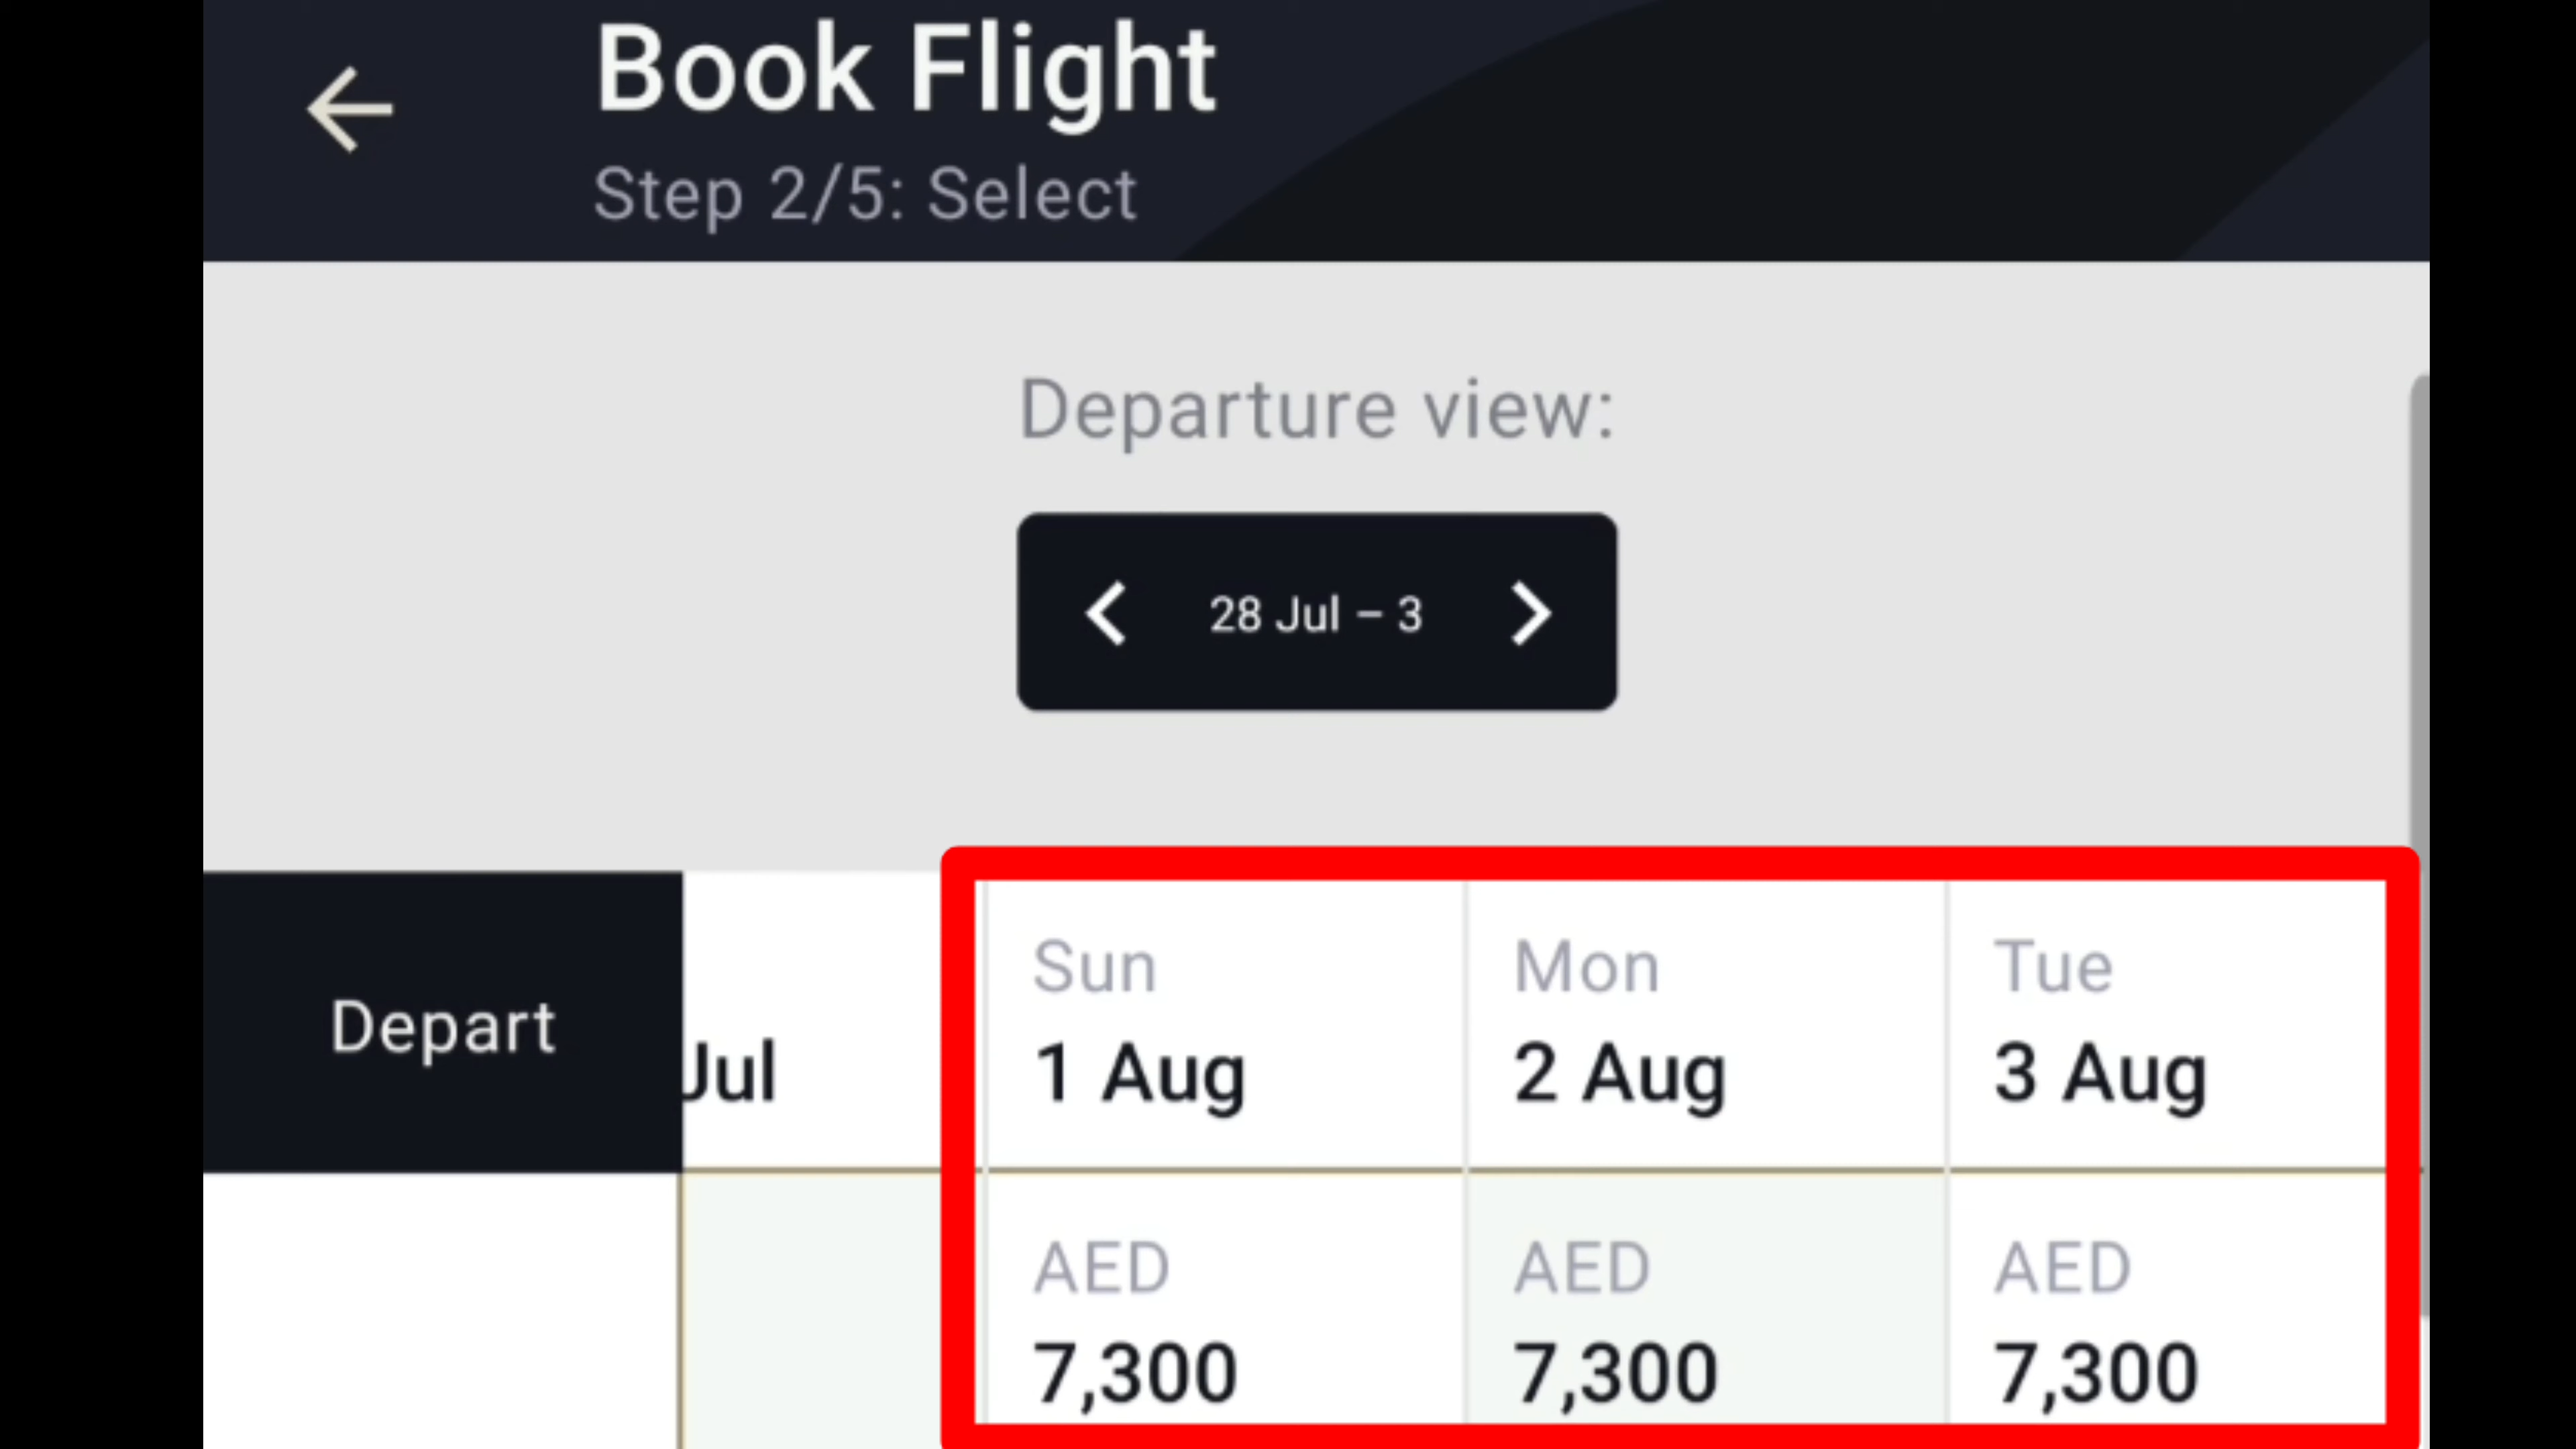 Book Flight
Step 2/5: Select
Departure view:
28 Jul – 3
Depart
Jul
Sun
1 Aug
Mon
2 Aug
Tue
3 Aug
AED
7,300
AED
7,300
AED
7,300